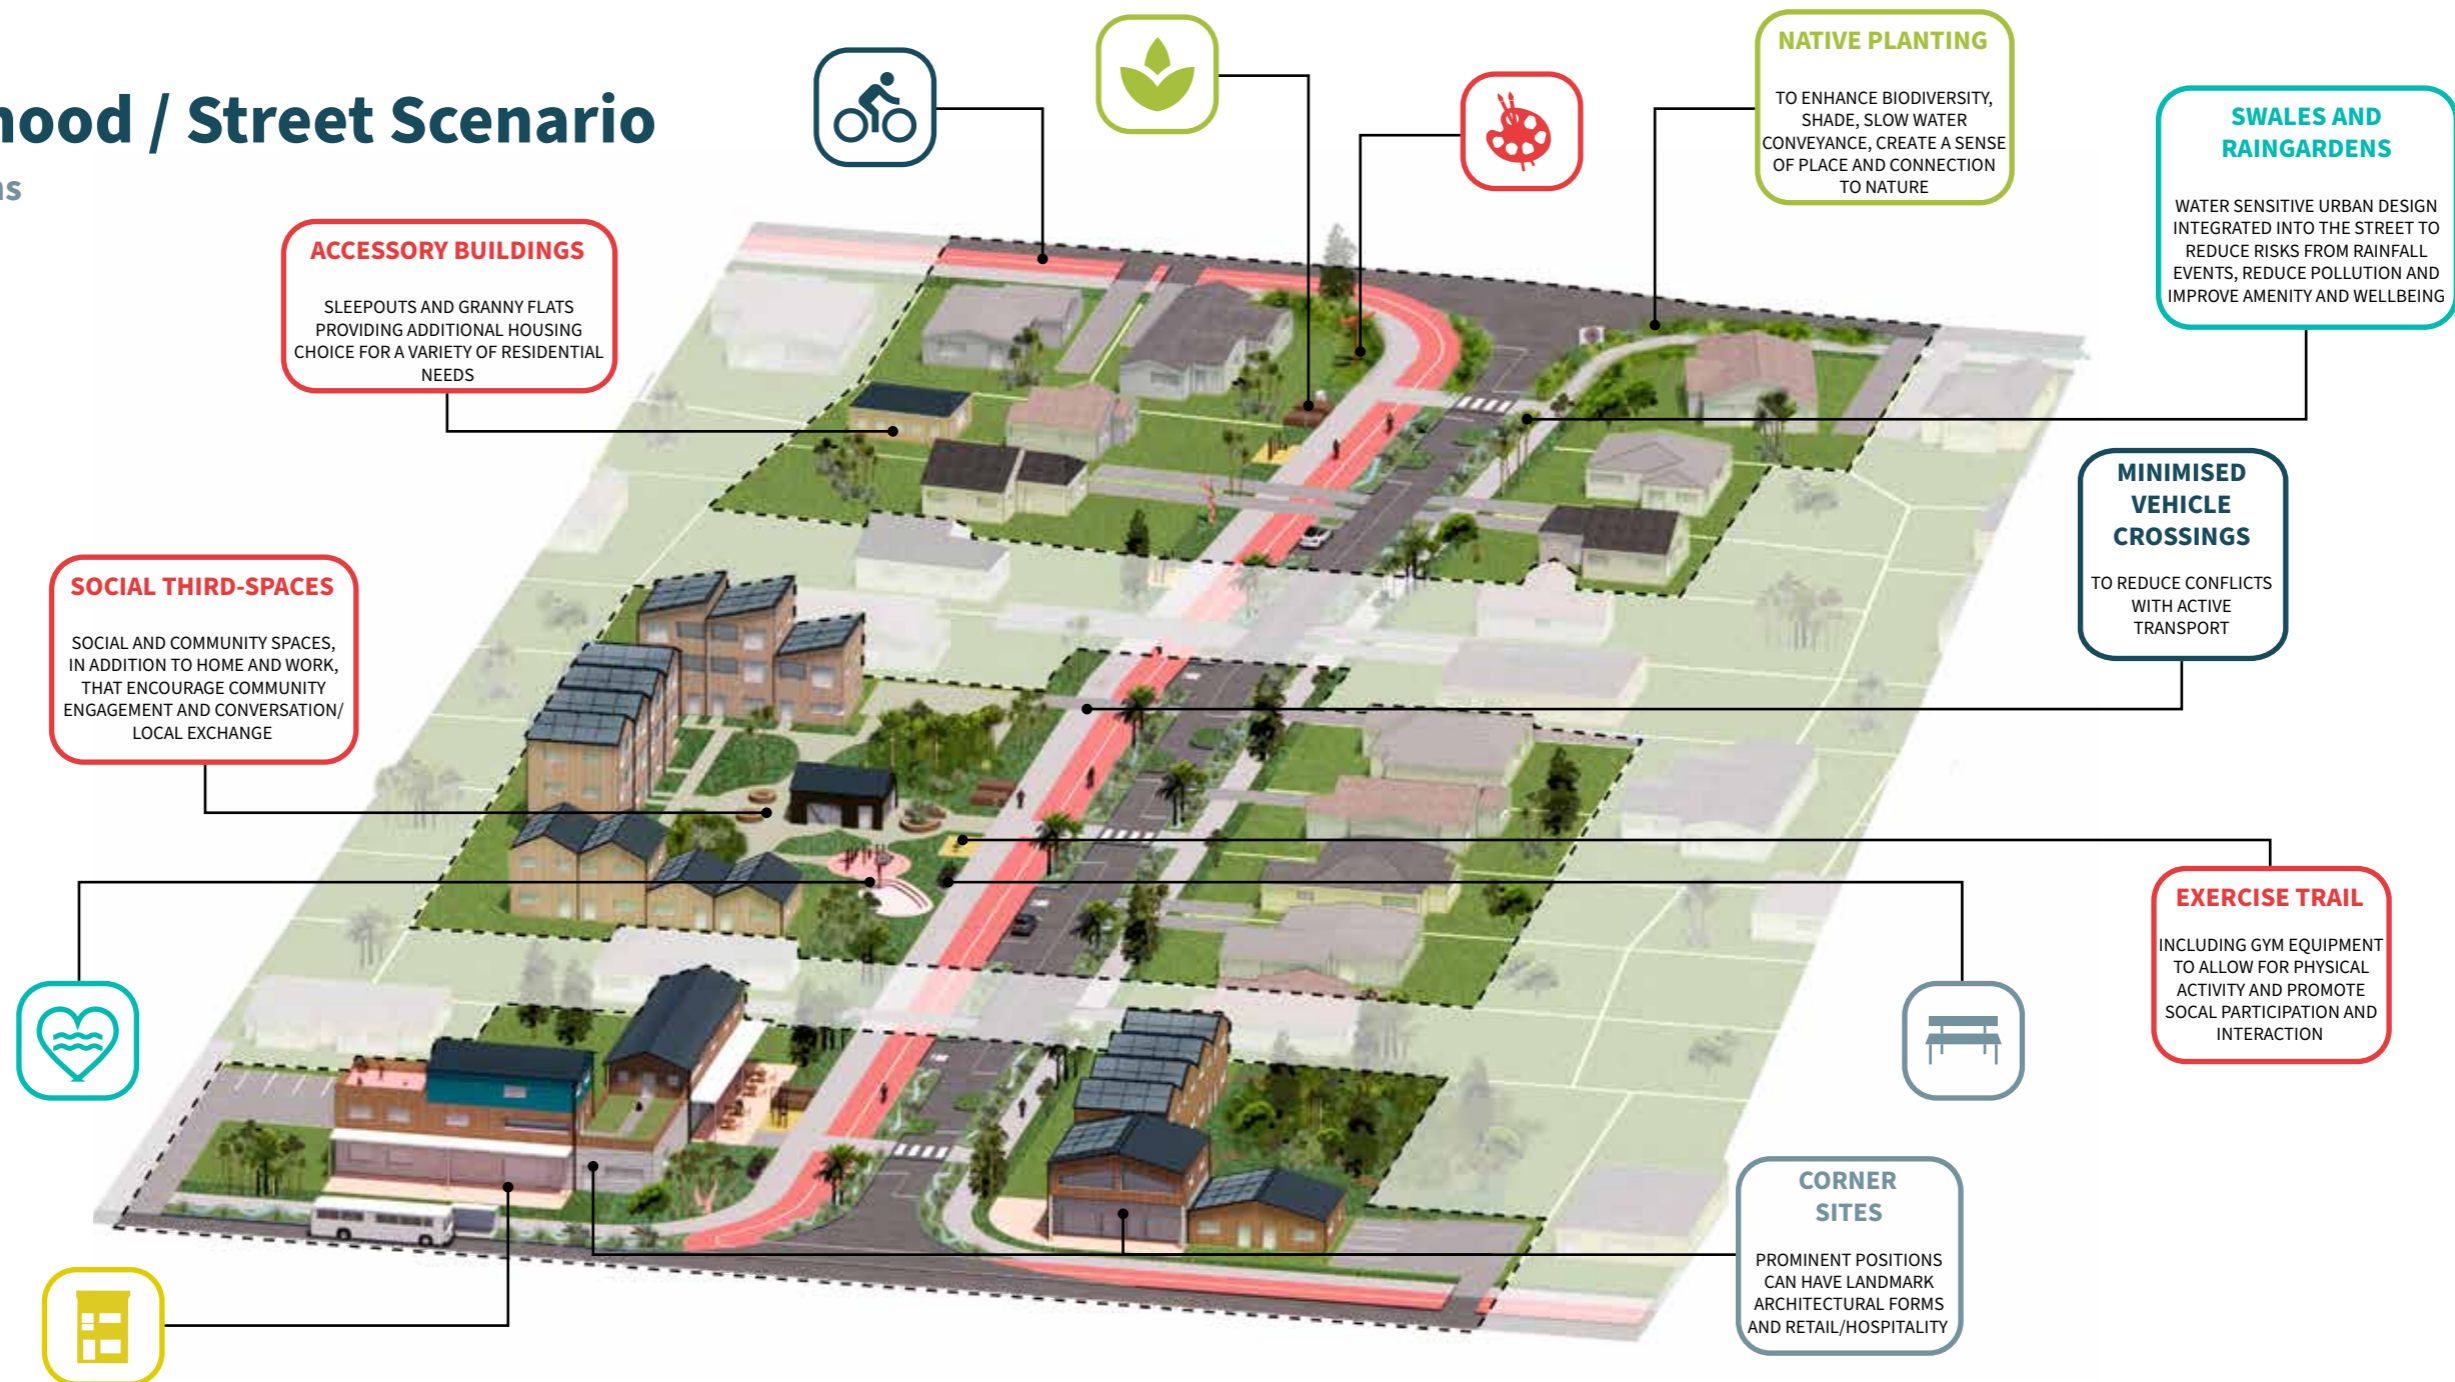 hood / Street Scenario
ns
NATIVE PLANTING
TO ENHANCE BIODIVERSITY,
SHADE, SLOW WATER
CONVEYANCE, CREATE A SENSE
OF PLACE AND CONNECTION
TO NATURE
SWALES AND
RAINGARDENS
WATER SENSITIVE URBAN DESIGN
INTEGRATED INTO THE STREET TO
REDUCE RISKS FROM RAINFALL
EVENTS, REDUCE POLLUTION AND
IMPROVE AMENITY AND WELLBEING
ACCESSORY BUILDINGS
SLEEPOUTS AND GRANNY FLATS
PROVIDING ADDITIONAL HOUSING
CHOICE FOR A VARIETY OF RESIDENTIAL
NEEDS
MINIMISED
VEHICLE
CROSSINGS
TO REDUCE CONFLICTS
WITH ACTIVE
TRANSPORT
SOCIAL THIRD-SPACES
SOCIAL AND COMMUNITY SPACES,
IN ADDITION TO HOME AND WORK,
THAT ENCOURAGE COMMUNITY
ENGAGEMENT AND CONVERSATION/
LOCAL EXCHANGE
EXERCISE TRAIL
INCLUDING GYM EQUIPMENT
TO ALLOW FOR PHYSICAL
ACTIVITY AND PROMOTE
SOCAL PARTICIPATION AND
INTERACTION
CORNER
SITES
PROMINENT POSITIONS
CAN HAVE LANDMARK
ARCHITECTURAL FORMS
AND RETAIL/HOSPITALITY